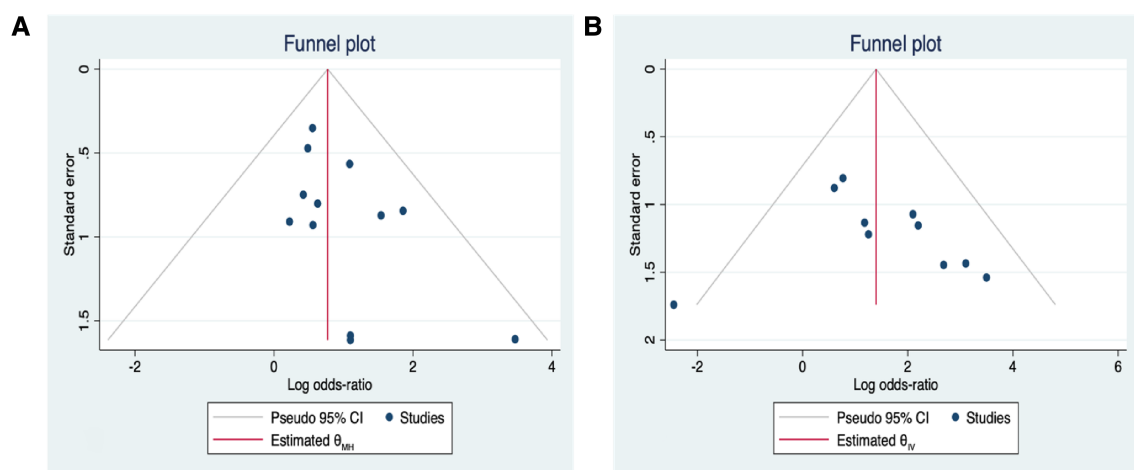 A
Funnel plot
Standard error
0
.5
1
1.5
-2 0 2 4
Log odds-ratio
Pseudo 95% CI Studies
Estimated θMH
B
Funnel plot
Standard error
0
.5
1
1.5
2
-2 0 2 4 6
Log odds-ratio
Pseudo 95% CI Studies
Estimated θIV